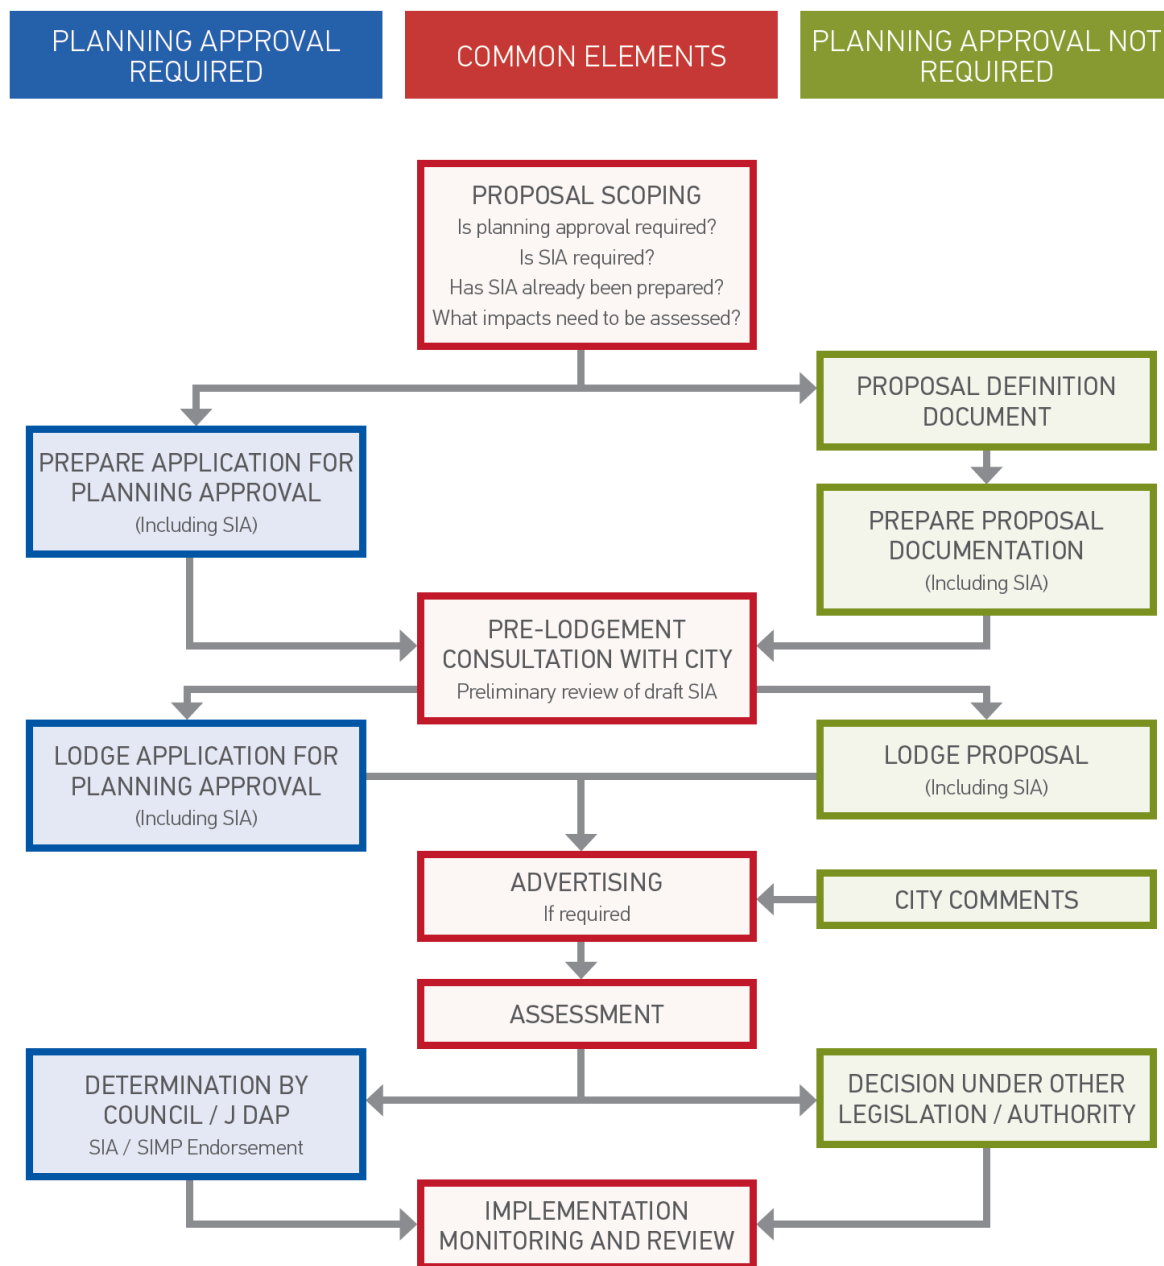 PLANNING APPROVAL
REQUIRED
COMMON ELEMENTS
PLANNING APPROVAL NOT
REQUIRED
PROPOSAL SCOPING
Is planning approval required?
Is SIA required?
Has SIA already been prepared?
What impacts need to be assessed?
PROPOSAL DEFINITION
DOCUMENT
PREPARE APPLICATION FOR
PLANNING APPROVAL
(Including SIA)
PREPARE PROPOSAL
DOCUMENTATION
(Including SIA)
PRE-LODGEMENT
CONSULTATION WITH CITY
Preliminary review of draft SIA
LODGE APPLICATION FOR
PLANNING APPROVAL
(Including SIA)
LODGE PROPOSAL
(Including SIA)
ADVERTISING
If required
CITY COMMENTS
ASSESSMENT
DETERMINATION BY
COUNCIL / J DAP
SIA / SIMP Endorsement
DECISION UNDER OTHER
LEGISLATION / AUTHORITY
IMPLEMENTATION
MONITORING AND REVIEW